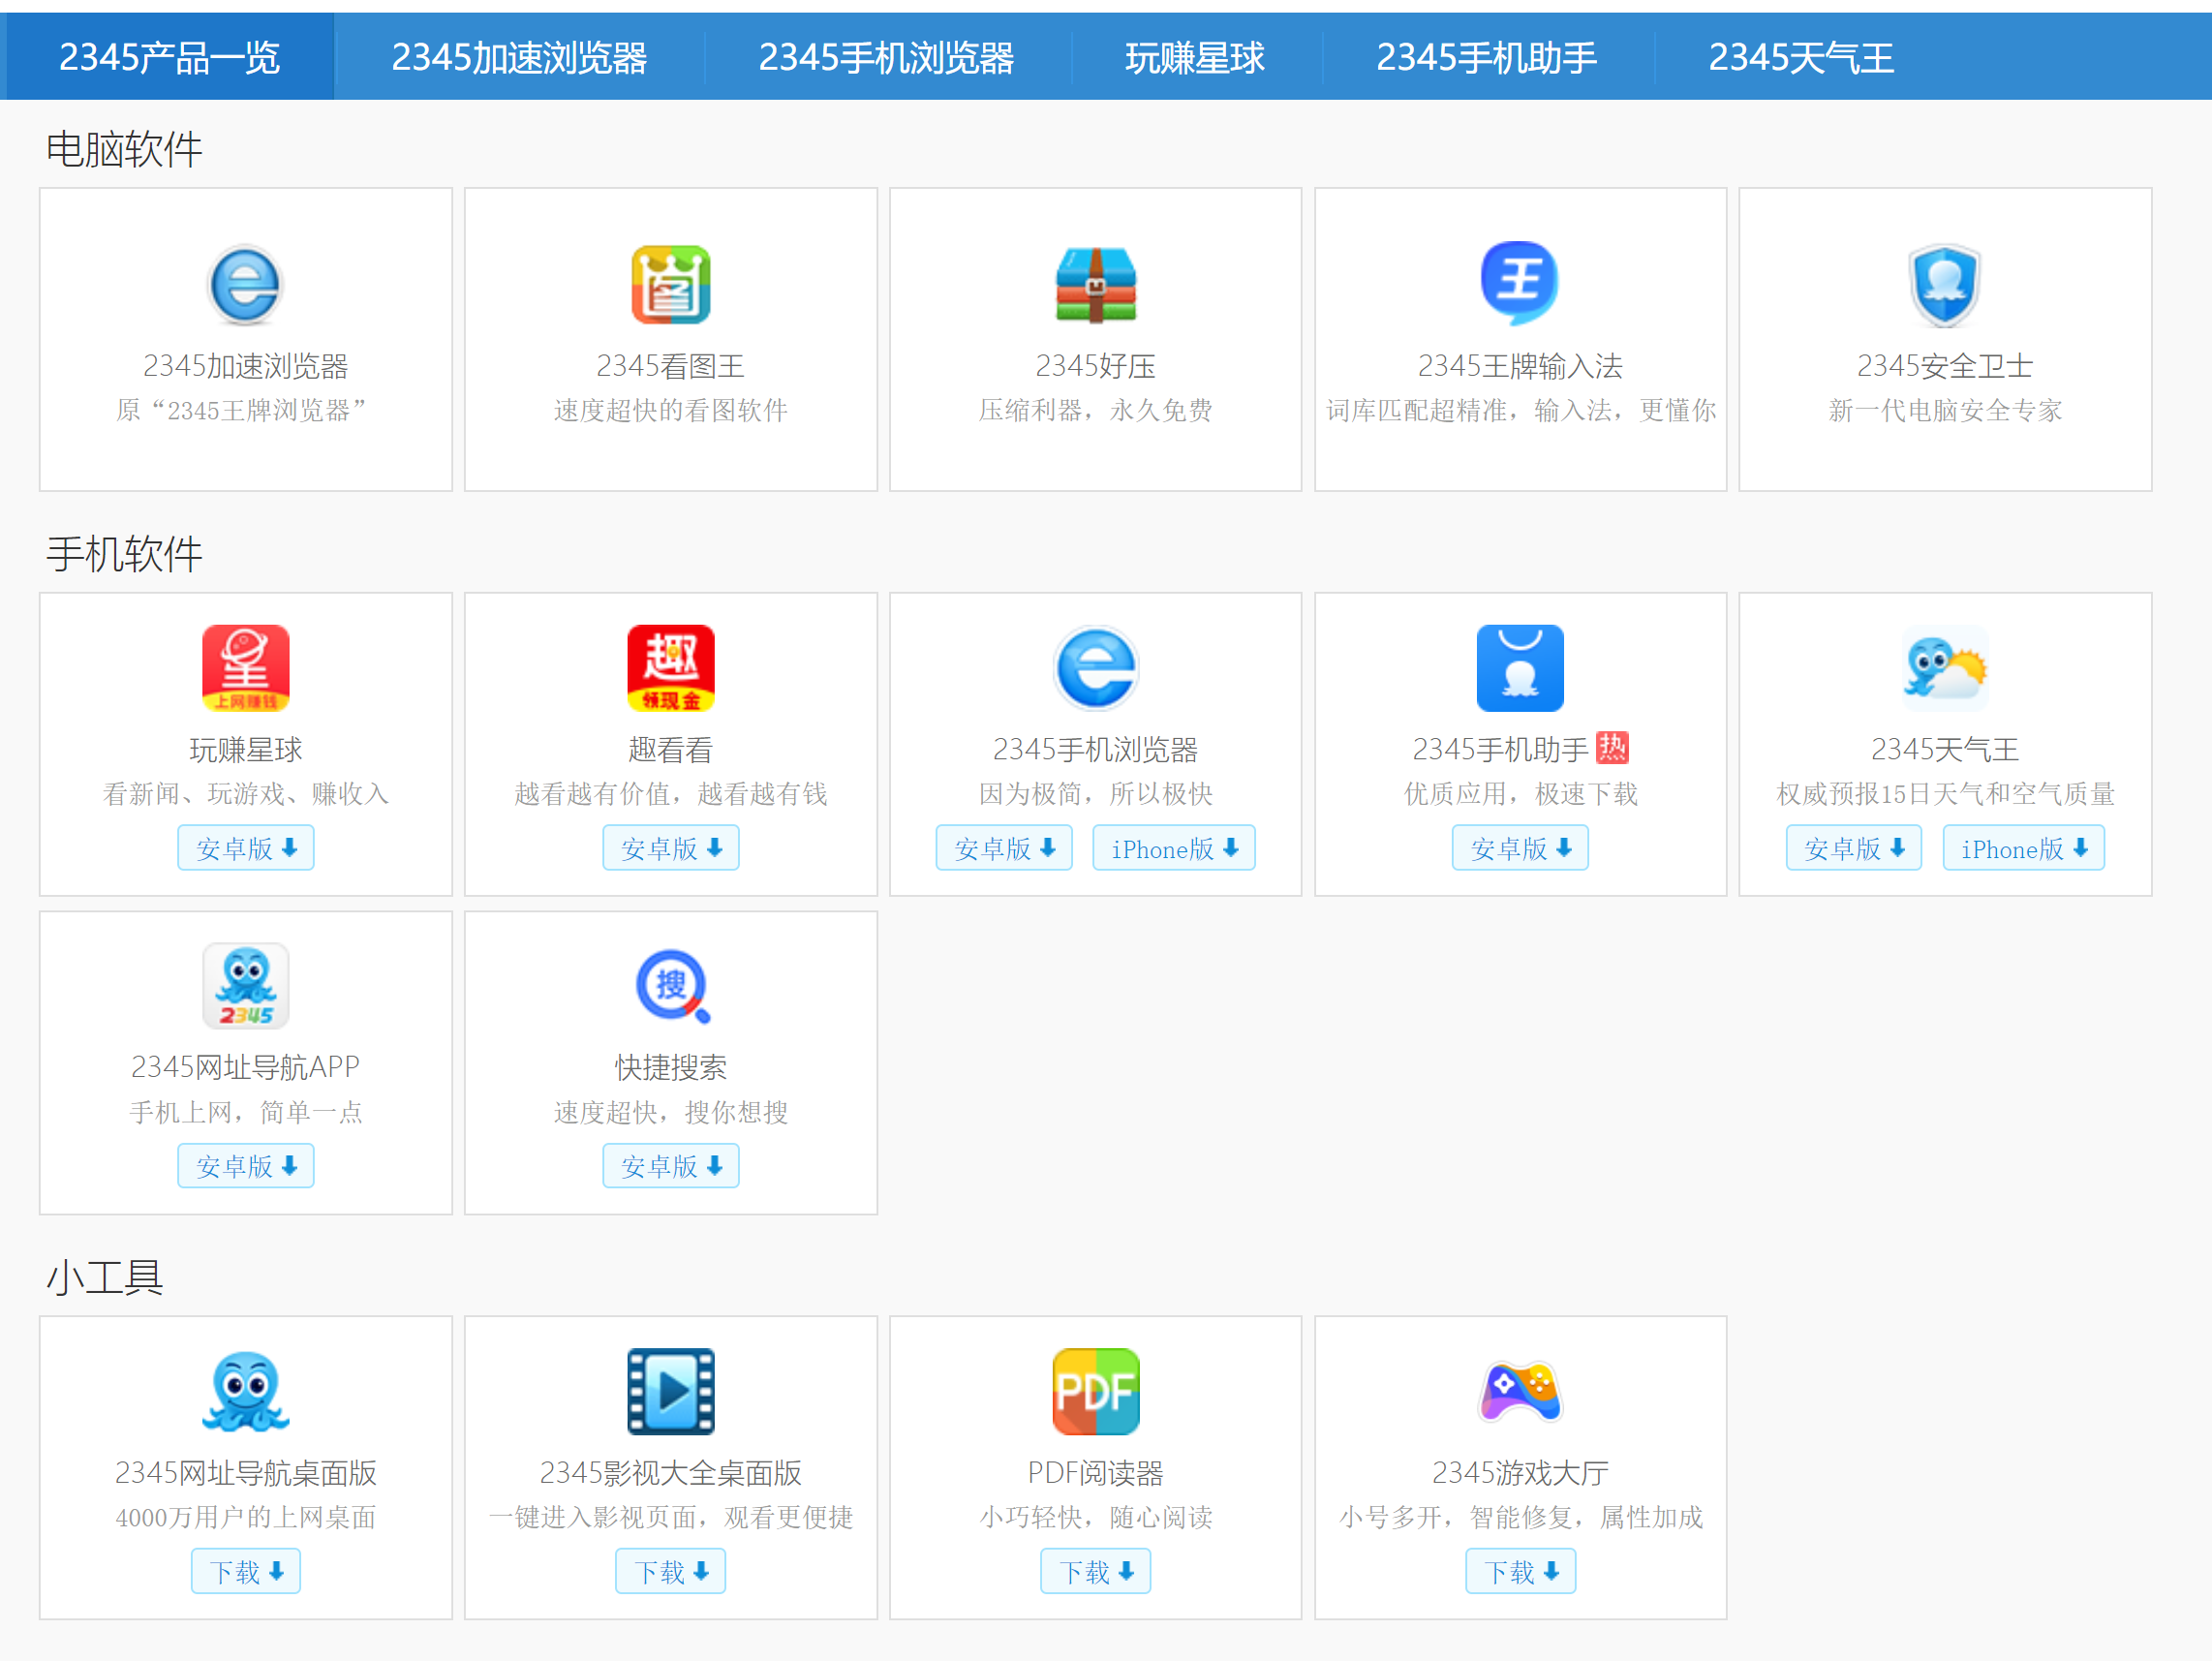 2345产品一览 2345加速浏览器 2345手机浏览器 玩赚星球 2345手机助手 2345天气王
电脑软件
图 王
2345加速浏览器 2345看图王 2345好压 2345王牌输入法 2345安全卫士
原“2345王牌浏览器” 速度超快的看图软件 压缩利器，永久免费 词库匹配超精准，输入法，更懂你 新一代电脑安全专家
手机软件
星 趣
上网赚钱 领现金
玩赚星球 趣看看 2345手机浏览器 2345手机助手 热 2345天气王
看新闻、玩游戏、赚收入 越看越有价值，越看越有钱 因为极简，所以极快 优质应用，极速下载 权威预报15日天气和空气质量
安卓版 安卓版 安卓版 iPhone版 安卓版 安卓版 iPhone版
搜
2345
2345网址导航APP 快捷搜索
手机上网，简单一点 速度超快，搜你想搜
安卓版 安卓版
小工具
PDF
2345网址导航桌面版 2345影视大全桌面版 PDF阅读器 2345游戏大厅
4000万用户的上网桌面 一键进入影视页面，观看更便捷 小巧轻快，随心阅读 小号多开，智能修复，属性加成
下载 下载 下载 下载